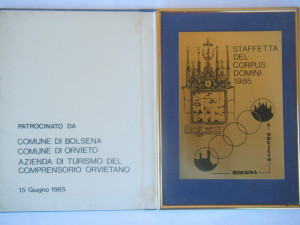 PATROCINATO DA
COMUNE DI BOLSENA
COMUNE DI ORVIETO
AZIENDA DI TURISMO DEL
COMPRENSORIO ORVIETANO
15 Giugno 1985
STAFFETTA
DEL
CORPUS
DOMINI
1985
ORVIETO
BOLSENA